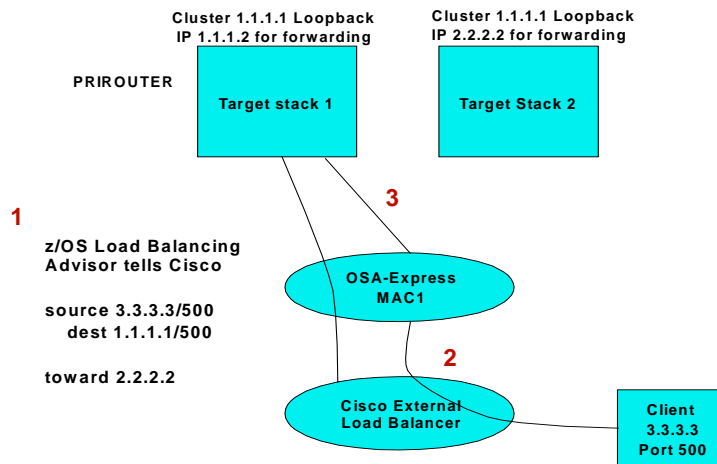 Cluster 1.1.1.1 Loopback
IP 1.1.1.2 for forwarding
Cluster 1.1.1.1 Loopback
IP 2.2.2.2 for forwarding
PRIROUTER
Target stack 1
Target Stack 2
3
1
z/OS Load Balancing
Advisor tells Cisco
source 3.3.3.3/500
dest 1.1.1.1/500
toward 2.2.2.2
OSA-Express
MAC1
2
Cisco External
Load Balancer
Client
3.3.3.3
Port 500